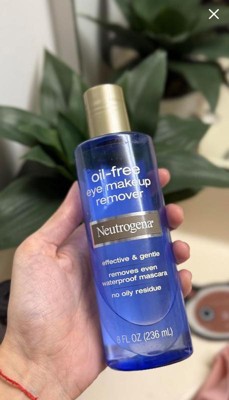 oil-free
eye makeup
remover
Neutrogena®
effective & gentle
removes even
waterproof mascara
no oily residue
8 FL OZ (236 mL)